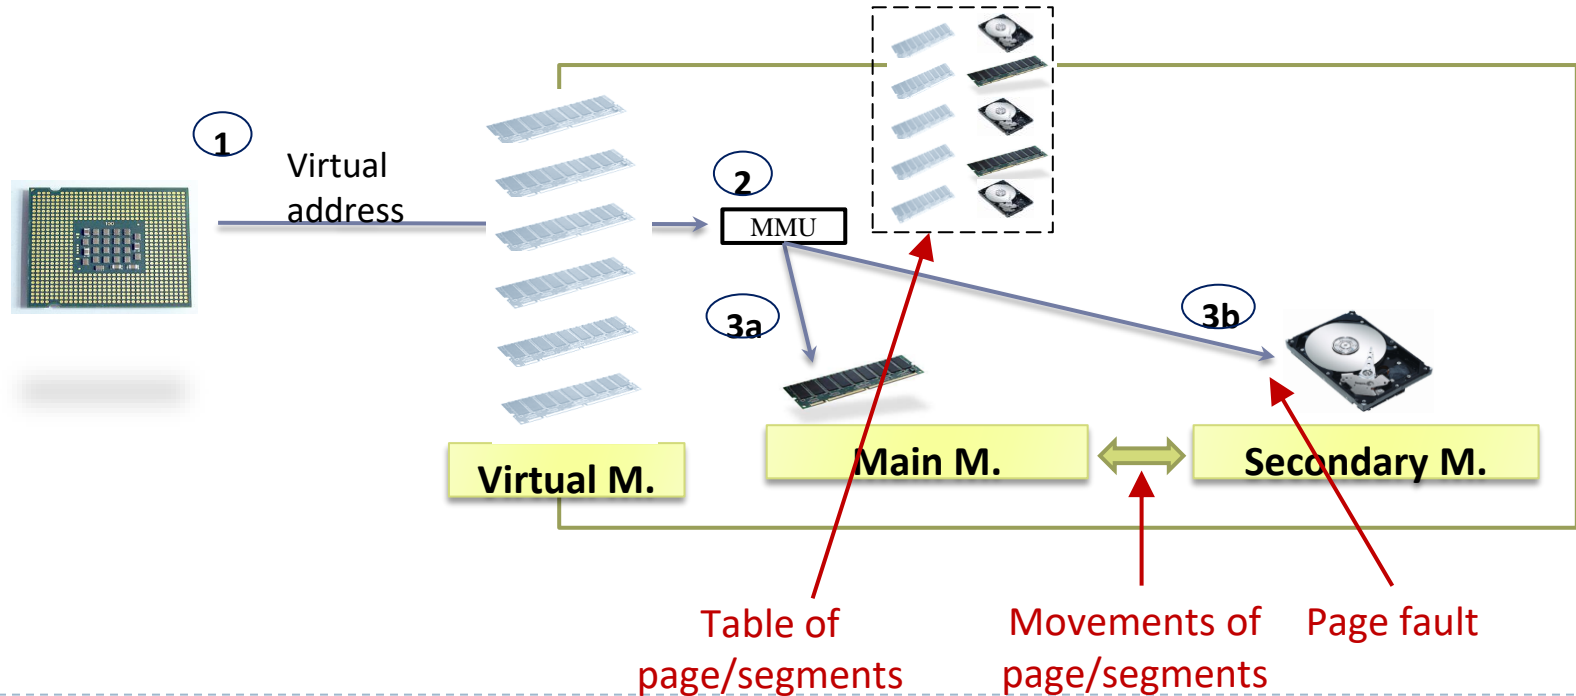 1
Virtual
address
2
MMU
3a
3b
Virtual M.
Main M.
Secondary M.
Table of
page/segments
Movements of
page/segments
Page fault